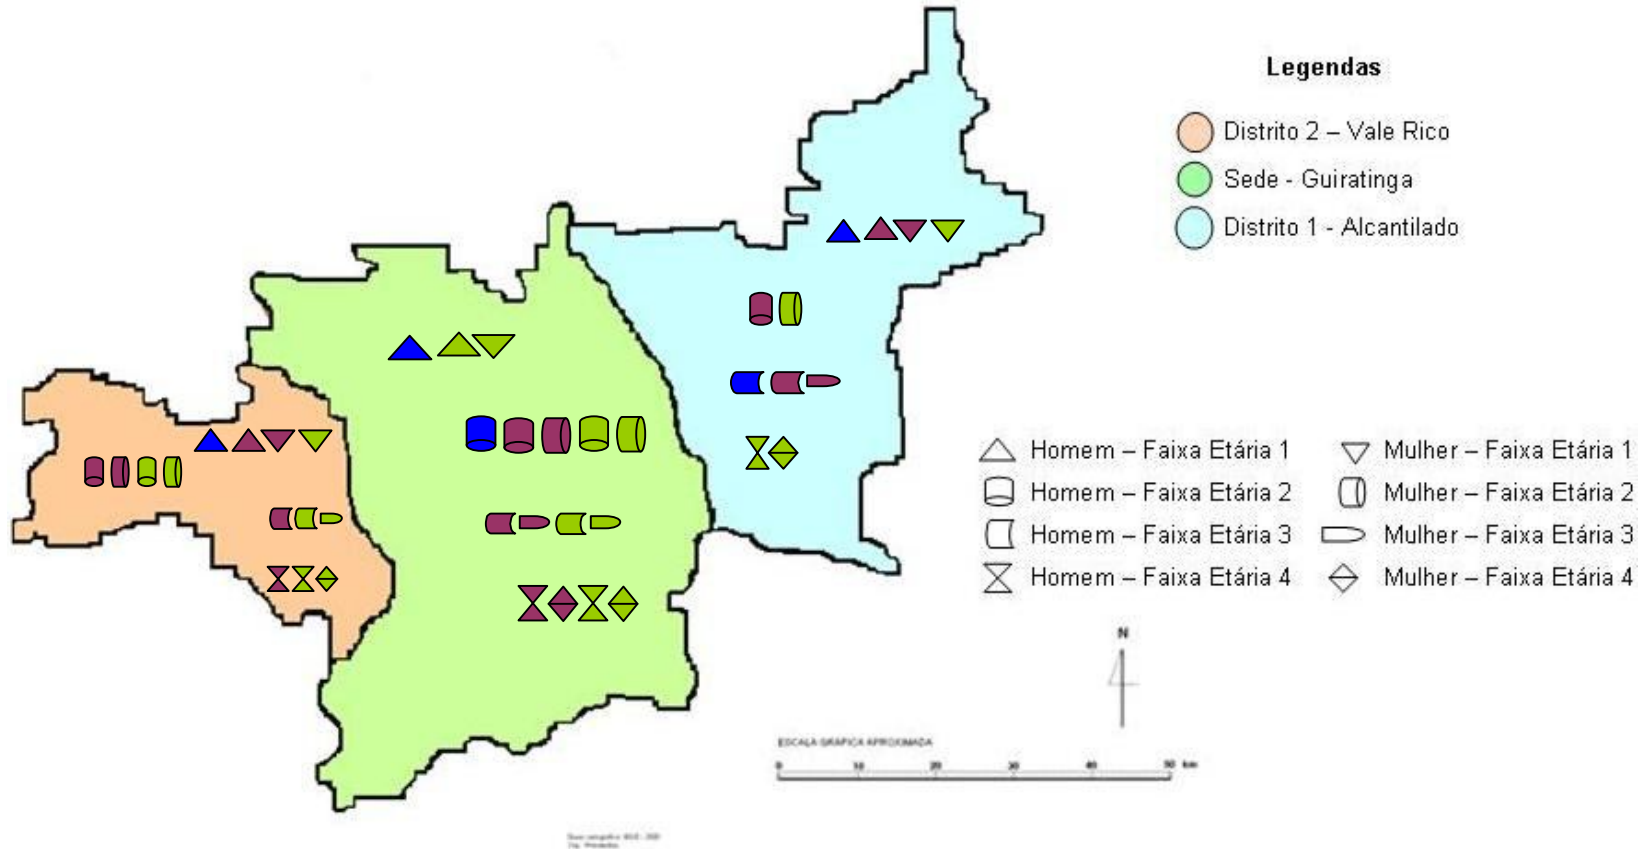 Legendas
Distrito 2 – Vale Rico
Sede - Guiratinga
Distrito 1 - Alcantilado
Homem – Faixa Etária 1
Mulher – Faixa Etária 1
Homem – Faixa Etária 2
Mulher – Faixa Etária 2
Homem – Faixa Etária 3
Mulher – Faixa Etária 3
Homem – Faixa Etária 4
Mulher – Faixa Etária 4
N
ESCALA GRÁFICA APROXIMADA
0 10 20 30 40 50 km